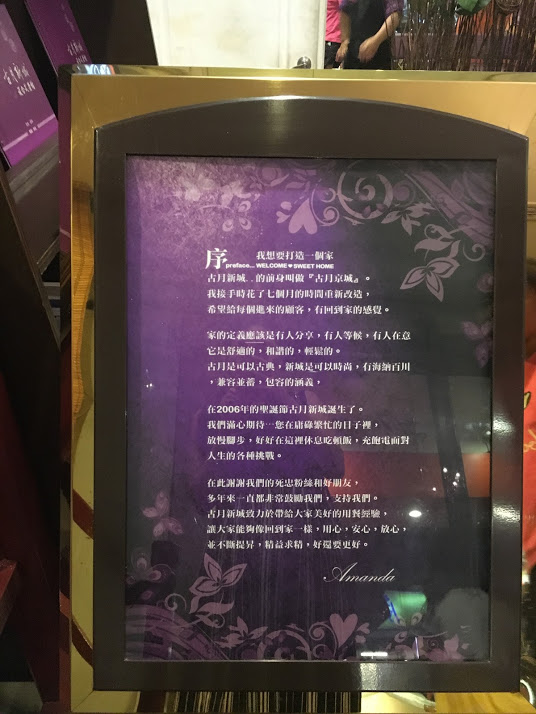 古月新城
序 我想要打造一個家
preface... WELCOME♥SWEET HOME
古月新城…的前身叫做『古月京城』。
我接手時花了七個月的時間重新改造，
希望給每個進來的顧客，有回到家的感覺。
家的定義應該是有人分享，有人等候，有人在意
它是舒適的，和諧的，輕鬆的。
古月是可以古典，新城是可以時尚，有海納百川
，兼容並蓄，包容的涵義，
在2006年的聖誕節古月新城誕生了。
我們滿心期待…您在庸碌繁忙的日子裡，
放慢腳步，好好在這裡休息吃頓飯，充飽電面對
人生的各種挑戰。
在此謝謝我們的死忠粉絲和好朋友，
多年來一直都非常鼓勵我們，支持我們。
古月新城致力於帶給大家美好的用餐經驗，
讓大家能夠像回到家一樣，用心，安心，放心，
並不斷提昇，精益求精，好還要更好。
Amanda